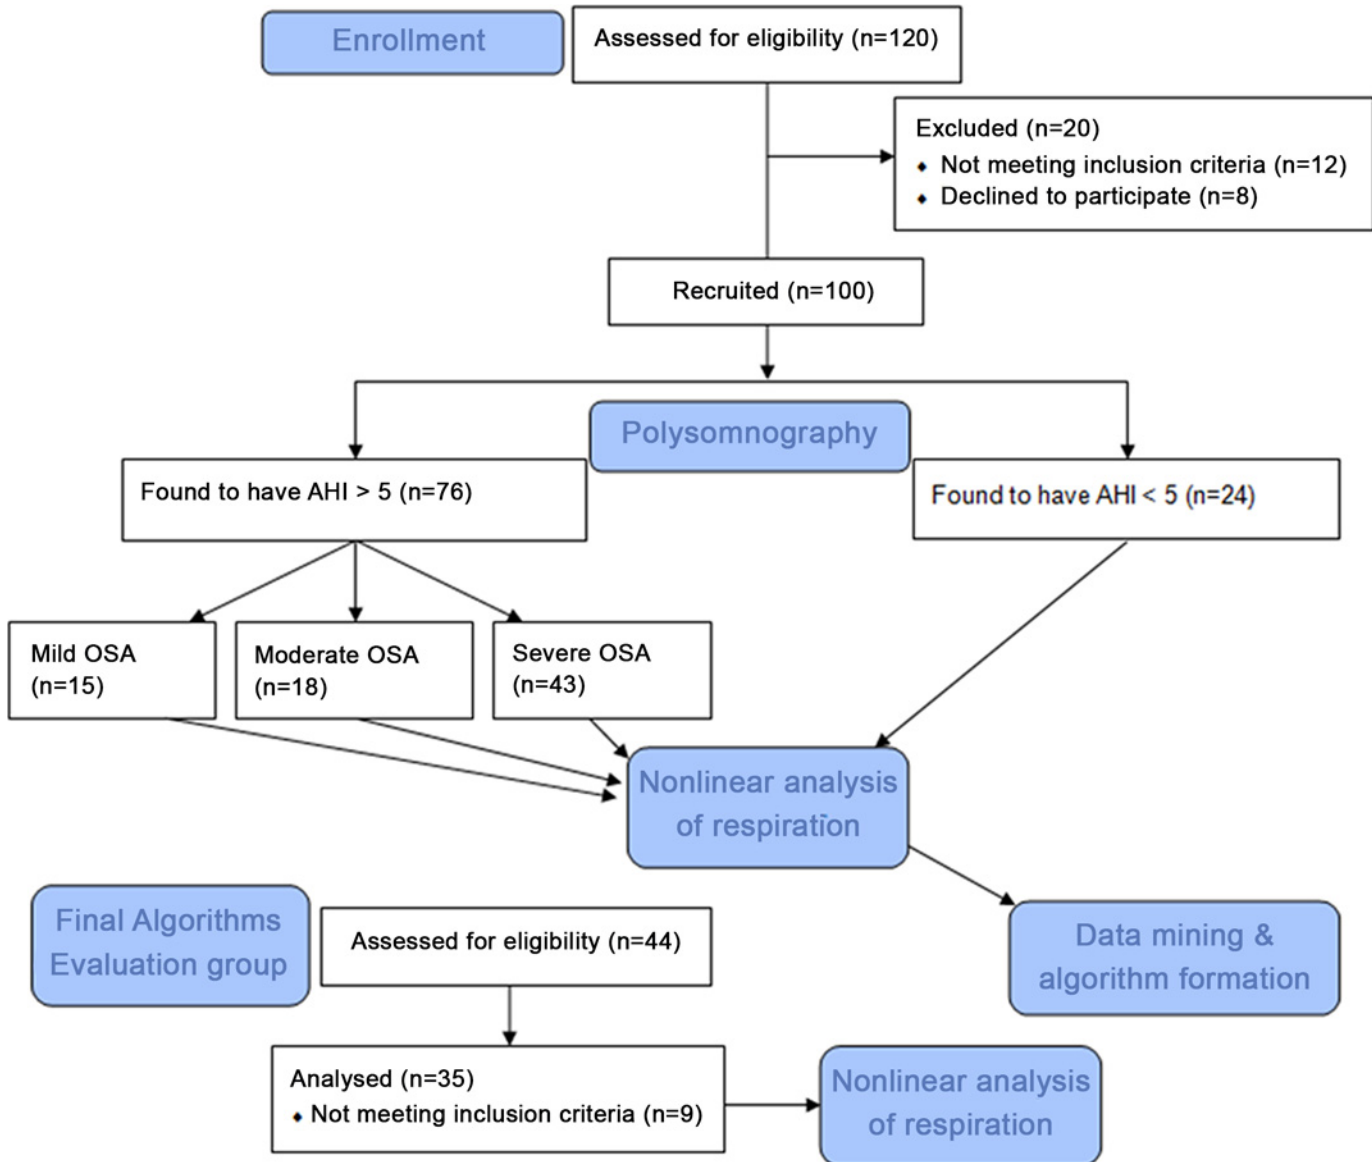 Enrollment
Assessed for eligibility (n=120)
Excluded (n=20)
♦ Not meeting inclusion criteria (n=12)
♦ Declined to participate (n=8)
Recruited (n=100)
Polysomnography
Found to have AHI > 5 (n=76)
Found to have AHI < 5 (n=24)
Mild OSA
(n=15)
Moderate OSA
(n=18)
Severe OSA
(n=43)
Nonlinear analysis
of respiration
Final Algorithms
Evaluation group
Assessed for eligibility (n=44)
Data mining &
algorithm formation
Analysed (n=35)
♦ Not meeting inclusion criteria (n=9)
Nonlinear analysis
of respiration